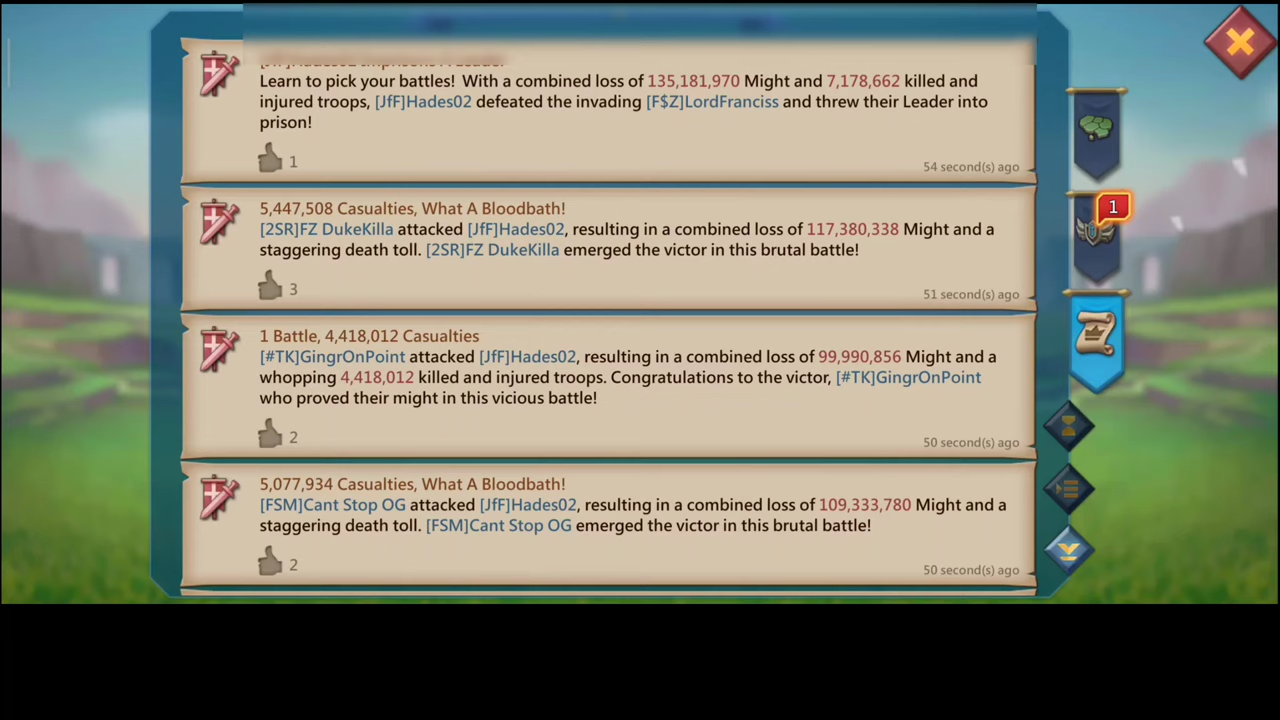 Learn to pick your battles! With a combined loss of 135,181,970 Might and 7,178,662 killed and
injured troops, [JfF]Hades02 defeated the invading [F$Z]LordFranciss and threw their Leader into
prison!
1
54 second(s) ago
5,447,508 Casualties, What A Bloodbath!
[2SR]FZ DukeKilla attacked [JfF]Hades02, resulting in a combined loss of 117,380,338 Might and a
staggering death toll. [2SR]FZ DukeKilla emerged the victor in this brutal battle!
3
51 second(s) ago
1 Battle, 4,418,012 Casualties
[#TK]GingrOnPoint attacked [JfF]Hades02, resulting in a combined loss of 99,990,856 Might and a
whopping 4,418,012 killed and injured troops. Congratulations to the victor, [#TK]GingrOnPoint
who proved their might in this vicious battle!
2
50 second(s) ago
5,077,934 Casualties, What A Bloodbath!
[FSM]Cant Stop OG attacked [JfF]Hades02, resulting in a combined loss of 109,333,780 Might and a
staggering death toll. [FSM]Cant Stop OG emerged the victor in this brutal battle!
2
50 second(s) ago
1